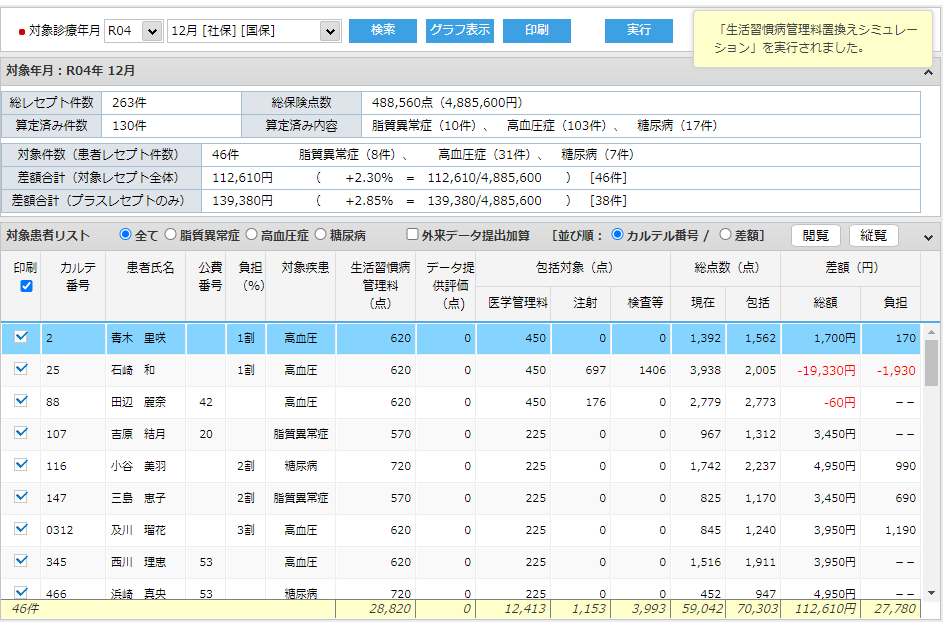 対象診療年月 R04 12月 [社保] [国保] 検索 グラフ表示 印刷 実行
「生活習慣病管理料置換えシミュレー
ション」を実行されました。
対象年月：R04年 12月
総レセプト件数 263件 総保険点数 488,560点（4,885,600円）
算定済み件数 130件 算定済み内容 脂質異常症（10件）、 高血圧症（103件）、 糖尿病（17件）
対象件数（患者レセプト件数） 46件 脂質異常症（8件）、 高血圧症（31件）、 糖尿病（7件）
差額合計（対象レセプト全体） 112,610円 （ +2.30% = 112,610/4,885,600 ） [46件]
差額合計（プラスレセプトのみ） 139,380円 （ +2.85% = 139,380/4,885,600 ） [38件]
対象患者リスト 全て 脂質異常症 高血圧症 糖尿病 外来データ提出加算 [並び順： カルテル番号 / 差額] 閲覧 縦覧
印刷 カルテ 患者氏名 公費 負担 対象疾患 生活習慣病 データ提 包括対象（点） 総点数（点） 差額（円）
番号 番号 （%） 管理料 供評価
（点） （点） 医学管理料 注射 検査等 現在 包括 総額 負担
2 青木 里咲 1割 高血圧 620 0 450 0 0 1,392 1,562 1,700円 170
25 石崎 和 1割 高血圧 620 0 450 697 1406 3,938 2,005 -19,330円 -1,930
88 田辺 麗奈 42 高血圧 620 0 450 176 0 2,779 2,773 -60円 −−
107 吉原 結月 20 脂質異常症 570 0 225 0 0 967 1,312 3,450円 −−
116 小谷 美羽 2割 糖尿病 720 0 225 0 0 1,742 2,237 4,950円 990
147 三島 恵子 2割 脂質異常症 570 0 225 0 0 825 1,170 3,450円 690
0312 及川 瑠花 3割 高血圧 620 0 225 0 0 845 1,240 3,950円 1,190
345 西川 理恵 53 高血圧 620 0 225 0 0 1,516 1,911 3,950円 −−
466 浜崎 真央 53 糖尿病 720 0 225 0 0 452 947 4,950円 −−
46件 28,820 0 12,413 1,153 3,993 59,042 70,303 112,610円 27,780